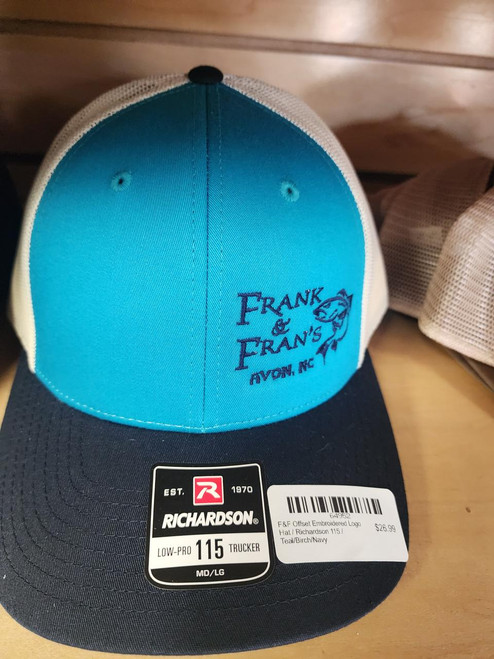 FRANK
&
FRAN'S
AVON, NC
EST. R 1970
RICHARDSON®
LOW-PRO 115 TRUCKER
MD/LG
F&F Offset Embroidered Logo
Hat / Richardson 115 /
Teal/Birch/Navy
$26.99